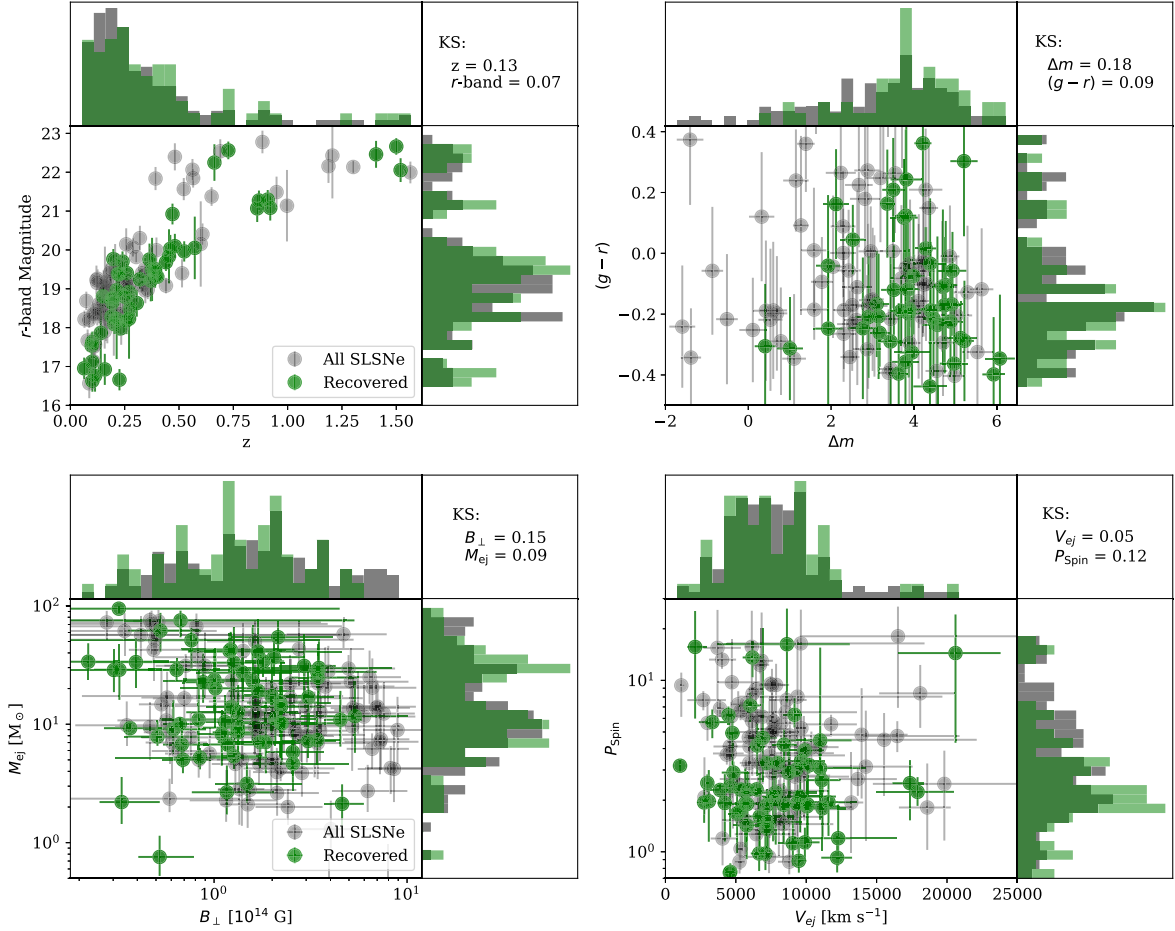 KS:
z = 0.13
r-band = 0.07
23
22
21
20
19
18
17
16
r-band Magnitude
All SLSNe
Recovered
0.00
0.25
0.50
0.75
1.00
1.25
1.50
z
KS:
Δm = 0.18
(g − r) = 0.09
0.4
0.2
0.0
−0.2
−0.4
(g − r)
−2
0
2
4
6
Δm
KS:
B⊥ = 0.15
Mej = 0.09
10²
10¹
10⁰
Mej [M⊙]
All SLSNe
Recovered
10⁰
10¹
B⊥ [10¹⁴ G]
KS:
Vej = 0.05
PSpin = 0.12
10¹
10⁰
PSpin
0
5000
10000
15000
20000
25000
Vej [km s⁻¹]